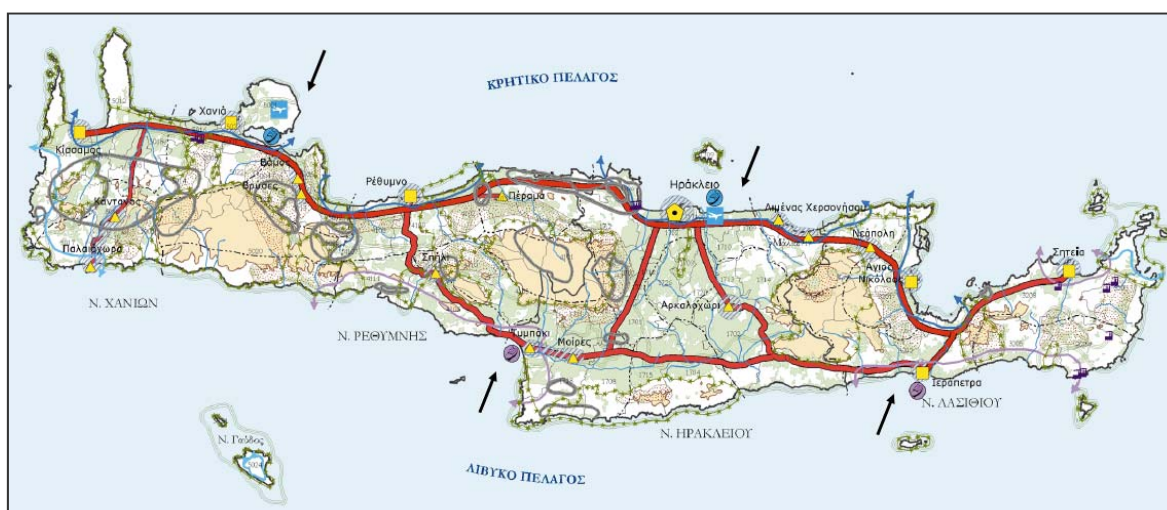 ΚΡΗΤΙΚΟ ΠΕΛΑΓΟΣ
Χανιά
Κίσσαμος
Βάμος
Βρύσες
Κάντανος
Παλαιόχωρα
Ρέθυμνο
Πέραμα
Ηράκλειο
Λιμένας Χερσονήσου
Μάλια
Νεάπολη
Άγιος
Νικόλαος
Σητεία
Σπήλι
Αρκαλοχώρι
Τυμπάκι
Μοίρες
Ιεράπετρα
Ν. ΧΑΝΙΩΝ
Ν. ΡΕΘΥΜΝΗΣ
Ν. ΗΡΑΚΛΕΙΟΥ
Ν. ΛΑΣΙΘΙΟΥ
Ν. Γαύδος
ΛΙΒΥΚΟ ΠΕΛΑΓΟΣ